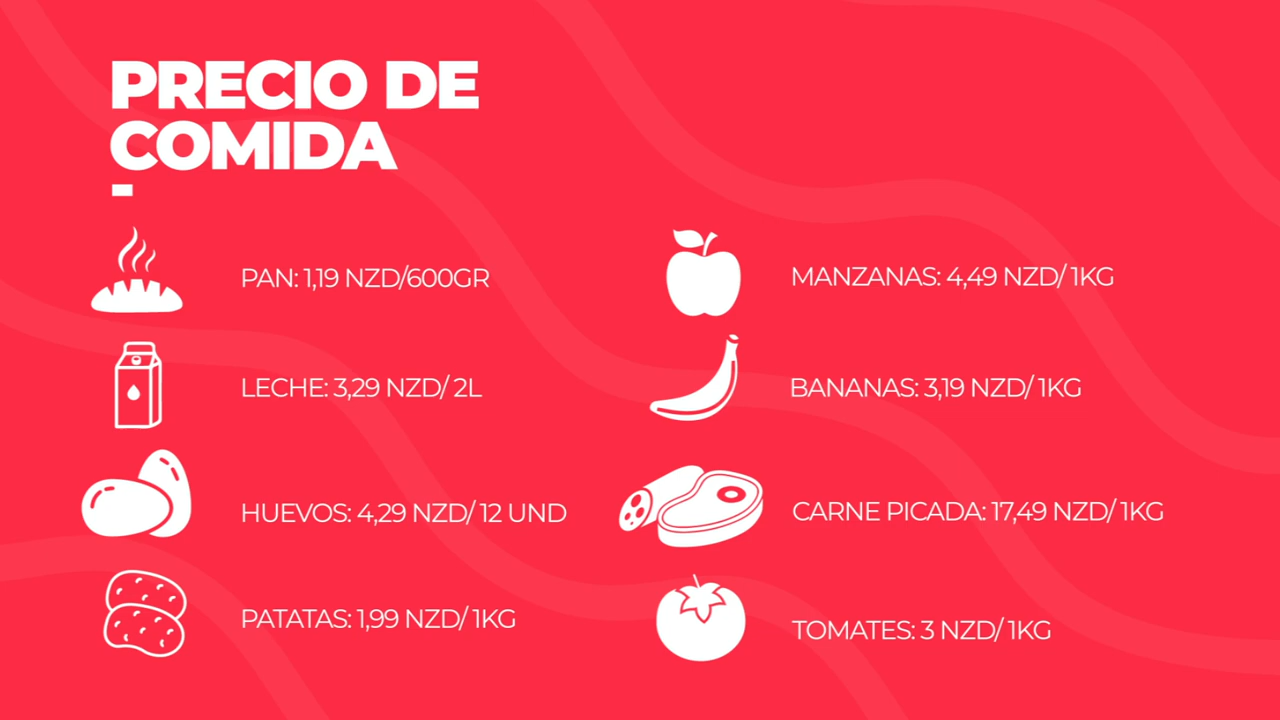 PRECIO DE
COMIDA
PAN: 1,19 NZD/600GR
LECHE: 3,29 NZD/ 2L
HUEVOS: 4,29 NZD/ 12 UND
PATATAS: 1,99 NZD/ 1KG
MANZANAS: 4,49 NZD/ 1KG
BANANAS: 3,19 NZD/ 1KG
CARNE PICADA: 17,49 NZD/ 1KG
TOMATES: 3 NZD/ 1KG